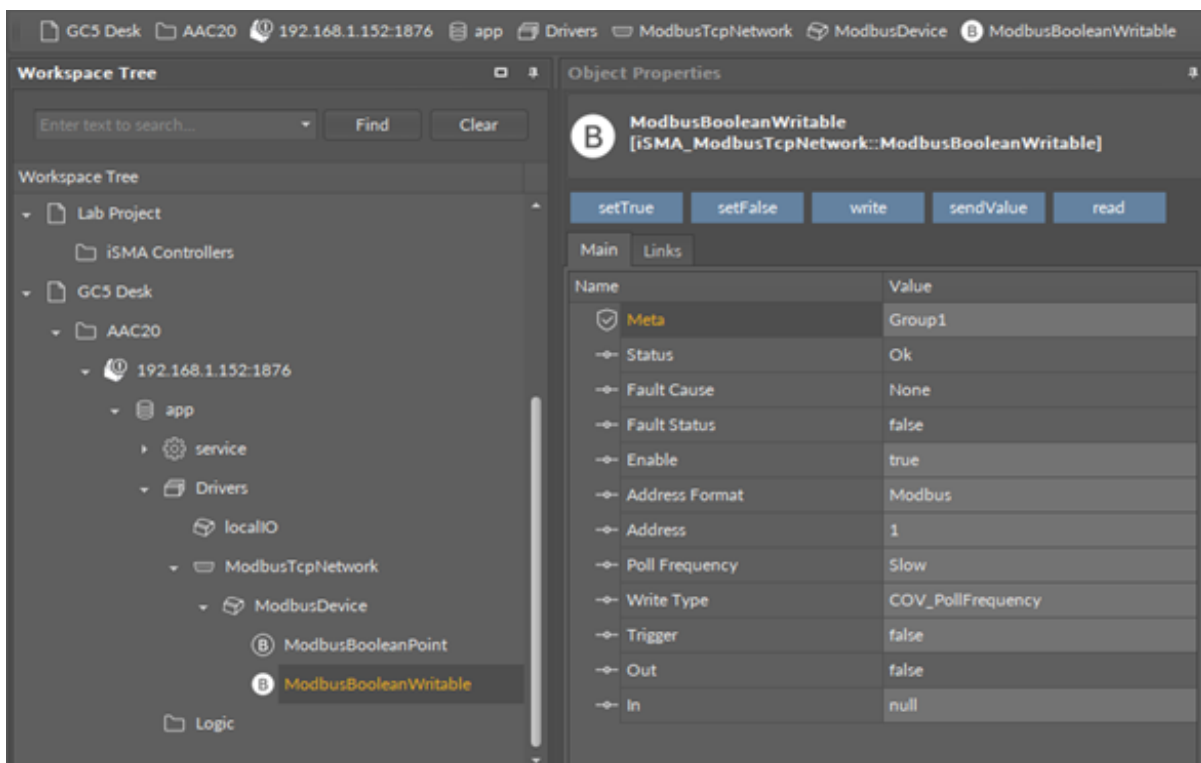 GC5 Desk AAC20 192.168.1.152:1876 app Drivers ModbusTcpNetwork ModbusDevice B ModbusBooleanWritable
Workspace Tree
Enter text to search... Find Clear
Workspace Tree
Lab Project
iSMA Controllers
GC5 Desk
AAC20
192.168.1.152:1876
app
service
Drivers
localIO
ModbusTcpNetwork
ModbusDevice
B ModbusBooleanPoint
B ModbusBooleanWritable
Logic
Object Properties
B ModbusBooleanWritable
[iSMA_ModbusTcpNetwork::ModbusBooleanWritable]
setTrue setFalse write sendValue read
Main Links
Name Value
Meta Group1
Status Ok
Fault Cause None
Fault Status false
Enable true
Address Format Modbus
Address 1
Poll Frequency Slow
Write Type COV_PollFrequency
Trigger false
Out false
In null